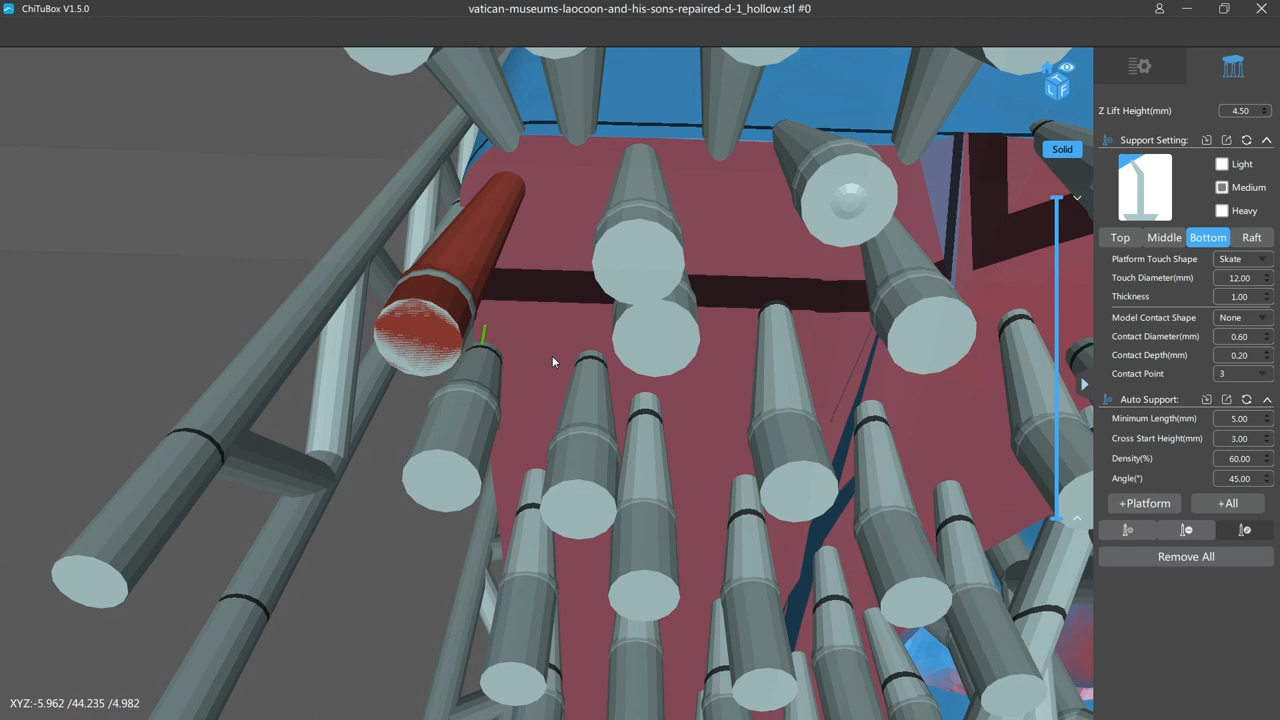 ChiTuBox V1.5.0
vatican-museums-laocoon-and-his-sons-repaired-d-1_hollow.stl #0
T
L F
Solid
Z Lift Height(mm) 4.50
Support Setting:
Light
Medium
Heavy
Top Middle Bottom Raft
Platform Touch Shape Skate
Touch Diameter(mm) 12.00
Thickness 1.00
Model Contact Shape None
Contact Diameter(mm) 0.60
Contact Depth(mm) 0.20
Contact Point 3
Auto Support:
Minimum Length(mm) 5.00
Cross Start Height(mm) 3.00
Density(%) 60.00
Angle(°) 45.00
+Platform +All
Remove All
XYZ:-5.962 /44.235 /4.982